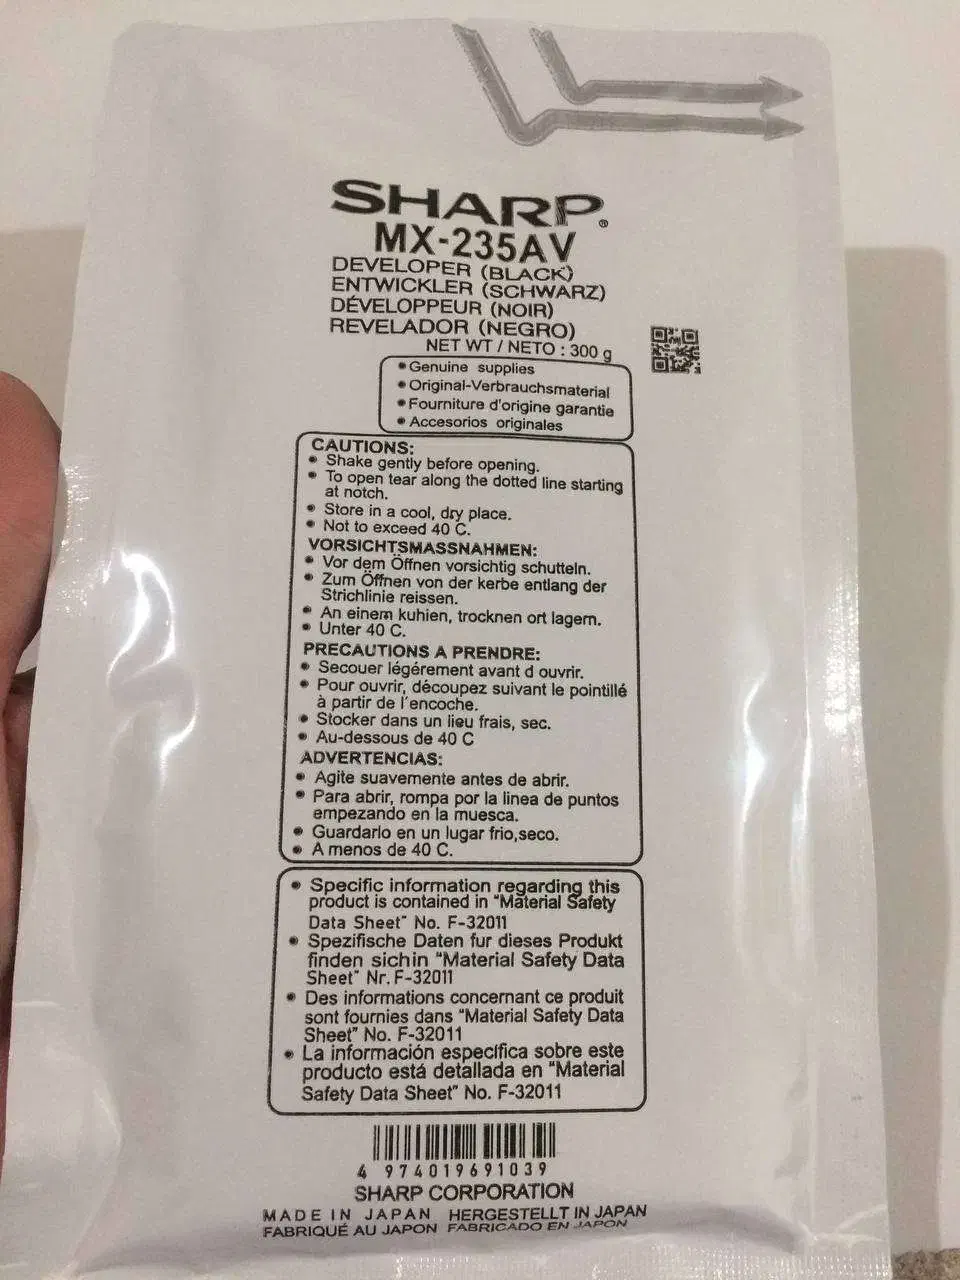 SHARP®
MX-235AV
DEVELOPER (BLACK)
ENTWICKLER (SCHWARZ)
DÉVELOPPEUR (NOIR)
REVELADOR (NEGRO)
NET WT / NETO : 300 g
• Genuine supplies
• Original-Verbrauchsmaterial
• Fourniture d'origine garantie
• Accesorios originales
CAUTIONS:
• Shake gently before opening.
• To open tear along the dotted line starting
at notch.
• Store in a cool, dry place.
• Not to exceed 40 C.
VORSICHTSMASSNAHMEN:
• Vor dem Öffnen vorsichtig schutteln.
• Zum Öffnen von der kerbe entlang der
Strichlinie reissen.
• An einem kuhien, trocknen ort lagem.
• Unter 40 C.
PRECAUTIONS A PRENDRE:
• Secouer légérement avant d ouvrir.
• Pour ouvrir, découpez suivant le pointillé
à partir de l'encoche.
• Stocker dans un lieu frais, sec.
• Au-dessous de 40 C
ADVERTENCIAS:
• Agite suavemente antes de abrir.
• Para abrir, rompa por la linea de puntos
empezando en la muesca.
• Guardarlo en un lugar frio,seco.
• A menos de 40 C.
• Specific information regarding this
product is contained in "Material Safety
Data Sheet" No. F-32011
• Spezifische Daten fur dieses Produkt
finden sichin "Material Safety Data
Sheet" Nr. F-32011
• Des informations concernant ce produit
sont fournies dans "Material Safety Data
Sheet" No. F-32011
• La información específica sobre este
producto está detallada en "Material
Safety Data Sheet" No. F-32011
4 974019691039
SHARP CORPORATION
MADE IN JAPAN HERGESTELLT IN JAPAN
FABRIQUÉ AU JAPON FABRICADO EN JAPON